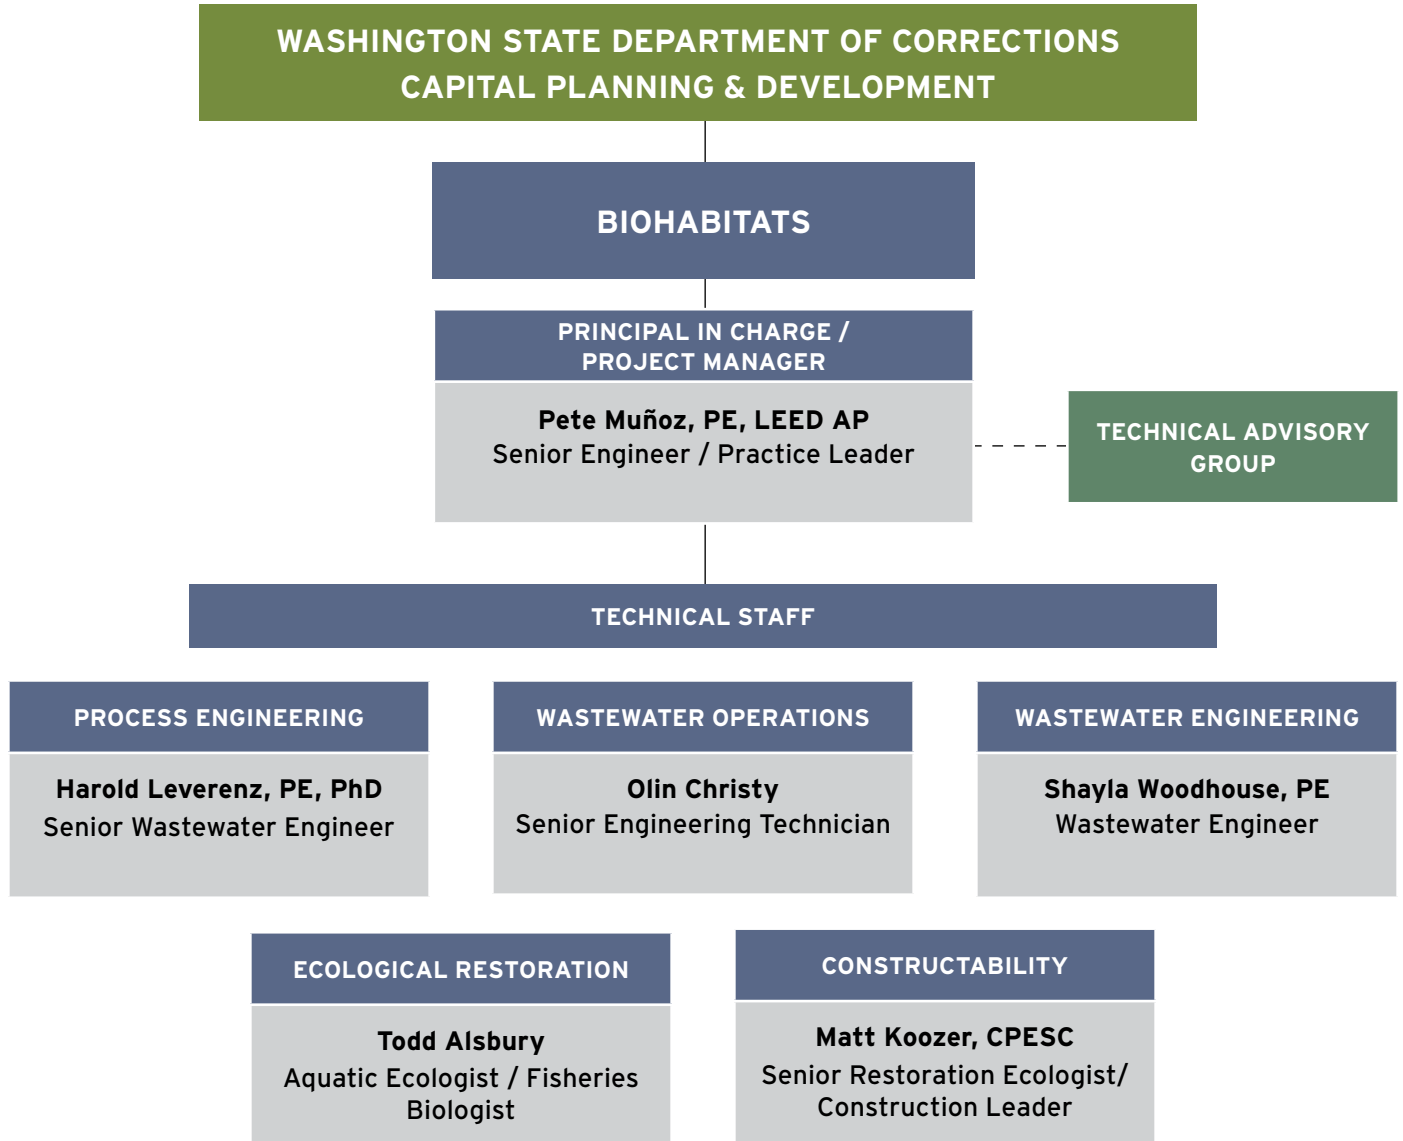 WASHINGTON STATE DEPARTMENT OF CORRECTIONS
CAPITAL PLANNING & DEVELOPMENT
BIOHABITATS
PRINCIPAL IN CHARGE /
PROJECT MANAGER
Pete Muñoz, PE, LEED AP
Senior Engineer / Practice Leader
TECHNICAL ADVISORY
GROUP
TECHNICAL STAFF
PROCESS ENGINEERING
Harold Leverenz, PE, PhD
Senior Wastewater Engineer
WASTEWATER OPERATIONS
Olin Christy
Senior Engineering Technician
WASTEWATER ENGINEERING
Shayla Woodhouse, PE
Wastewater Engineer
ECOLOGICAL RESTORATION
Todd Alsbury
Aquatic Ecologist / Fisheries
Biologist
CONSTRUCTABILITY
Matt Koozer, CPESC
Senior Restoration Ecologist/
Construction Leader